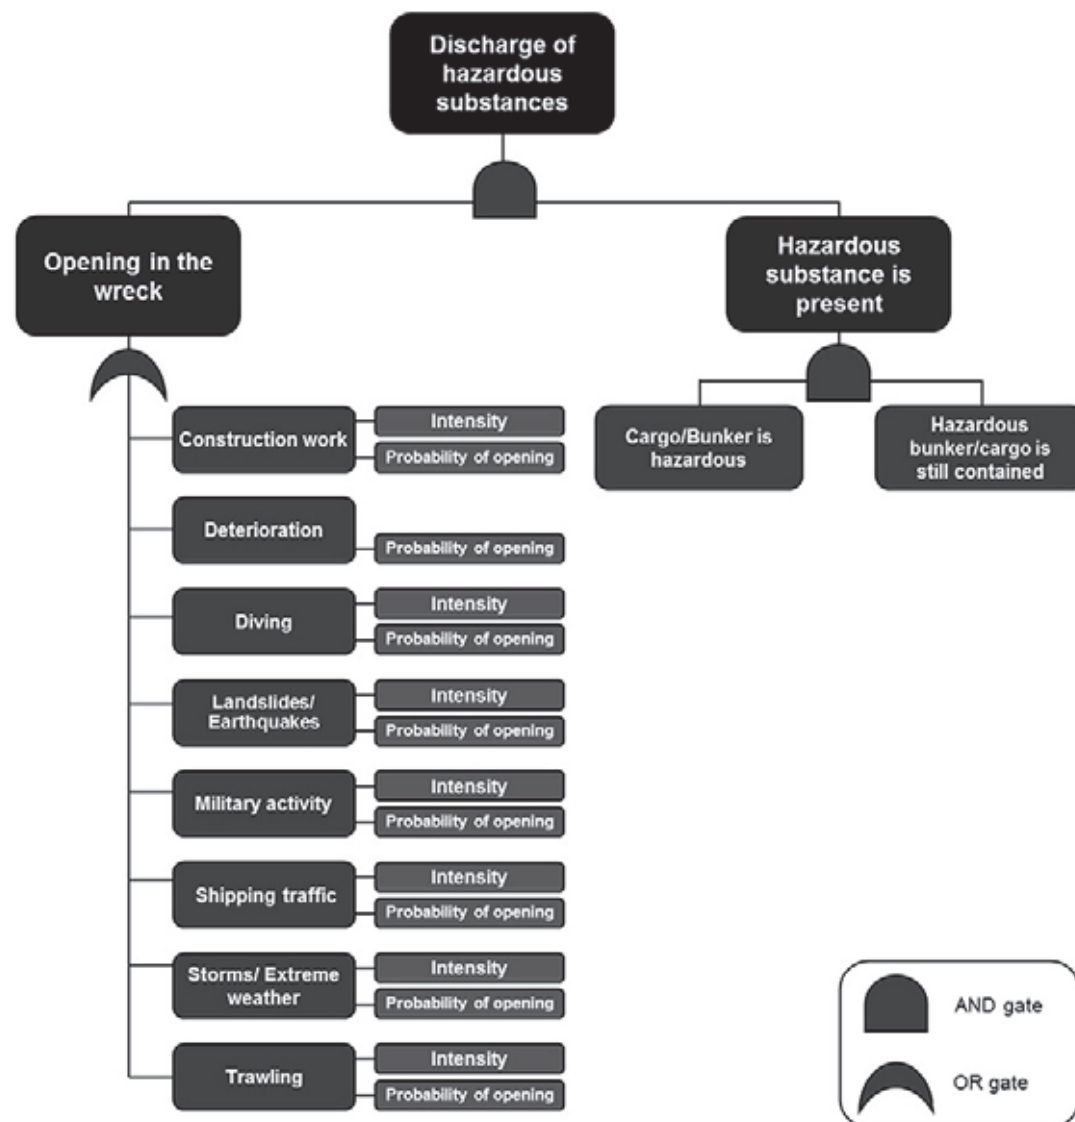 Discharge of
hazardous
substances
Opening in the
wreck
Hazardous
substance is
present
Construction work
Intensity
Probability of opening
Cargo/Bunker is
hazardous
Hazardous
bunker/cargo is
still contained
Deterioration
Probability of opening
Diving
Intensity
Probability of opening
Landslides/
Earthquakes
Intensity
Probability of opening
Military activity
Intensity
Probability of opening
Shipping traffic
Intensity
Probability of opening
Storms/ Extreme
weather
Intensity
Probability of opening
Trawling
Intensity
Probability of opening
AND gate
OR gate